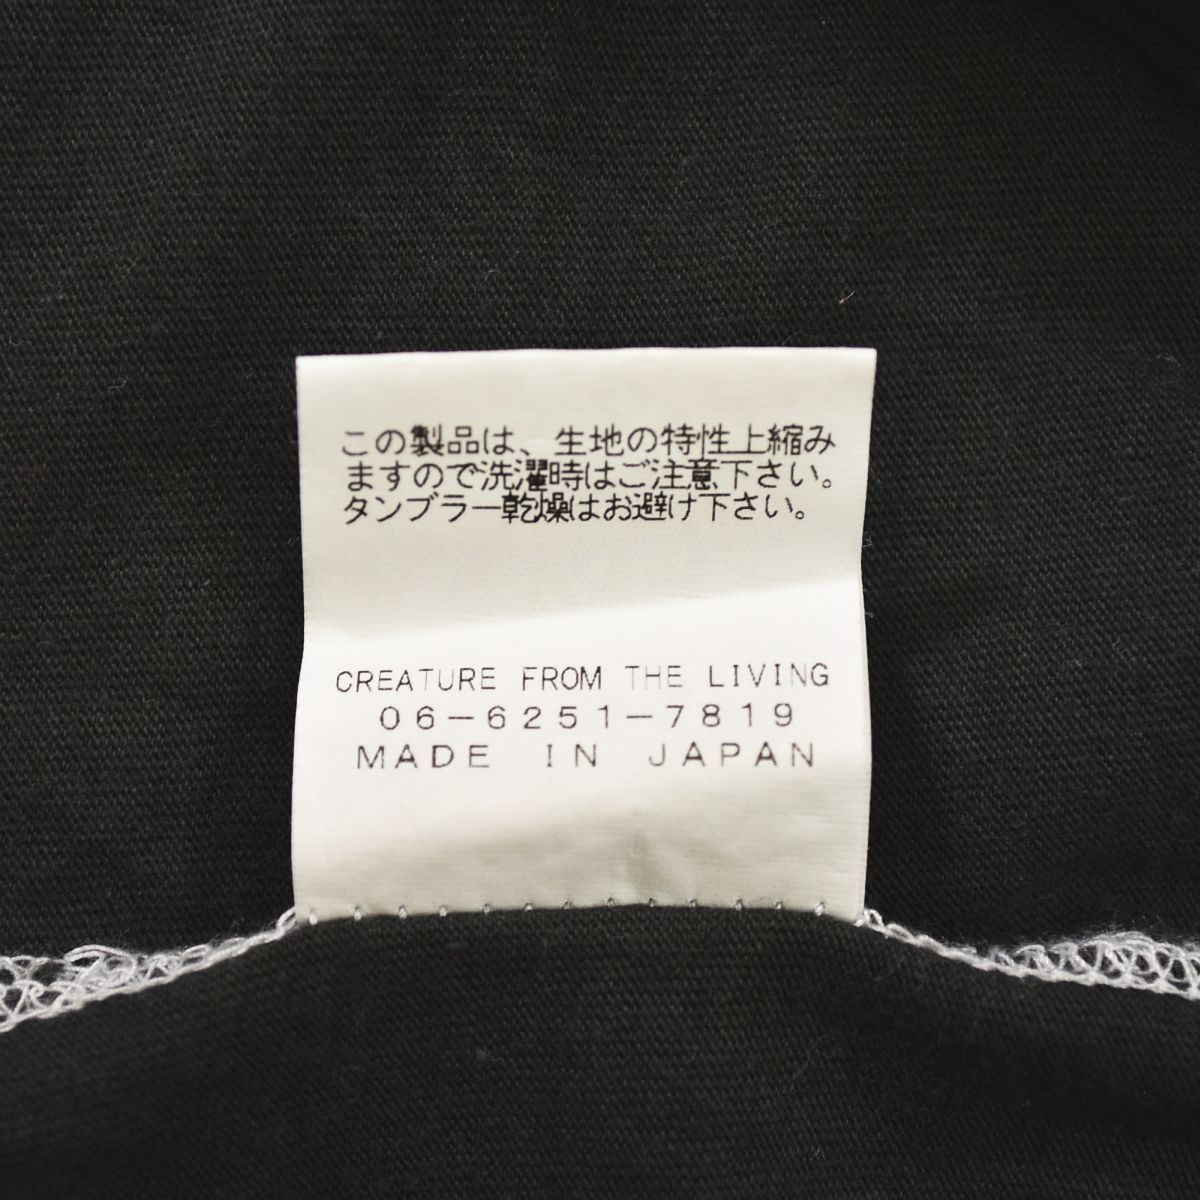 この製品は、生地の特性上縮み
ますので洗濯時はご注意下さい。
タンブラー乾燥はお避け下さい。
CREATURE FROM THE LIVING
06-6251-7819
MADE IN JAPAN